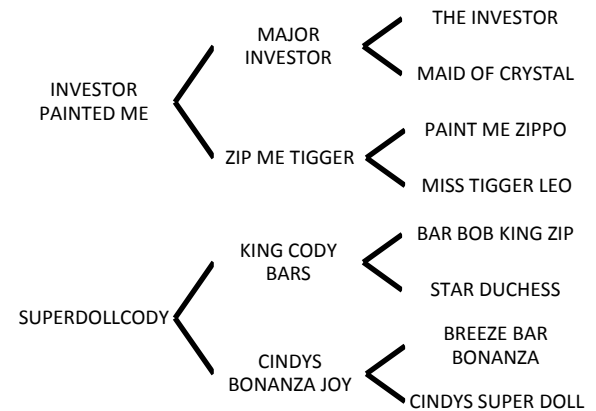 THE INVESTOR
MAJOR
INVESTOR
MAID OF CRYSTAL
INVESTOR
PAINTED ME
PAINT ME ZIPPO
ZIP ME TIGGER
MISS TIGGER LEO
BAR BOB KING ZIP
KING CODY
BARS
STAR DUCHESS
SUPERDOLLCODY
BREEZE BAR
BONANZA
CINDYS
BONANZA JOY
CINDYS SUPER DOLL